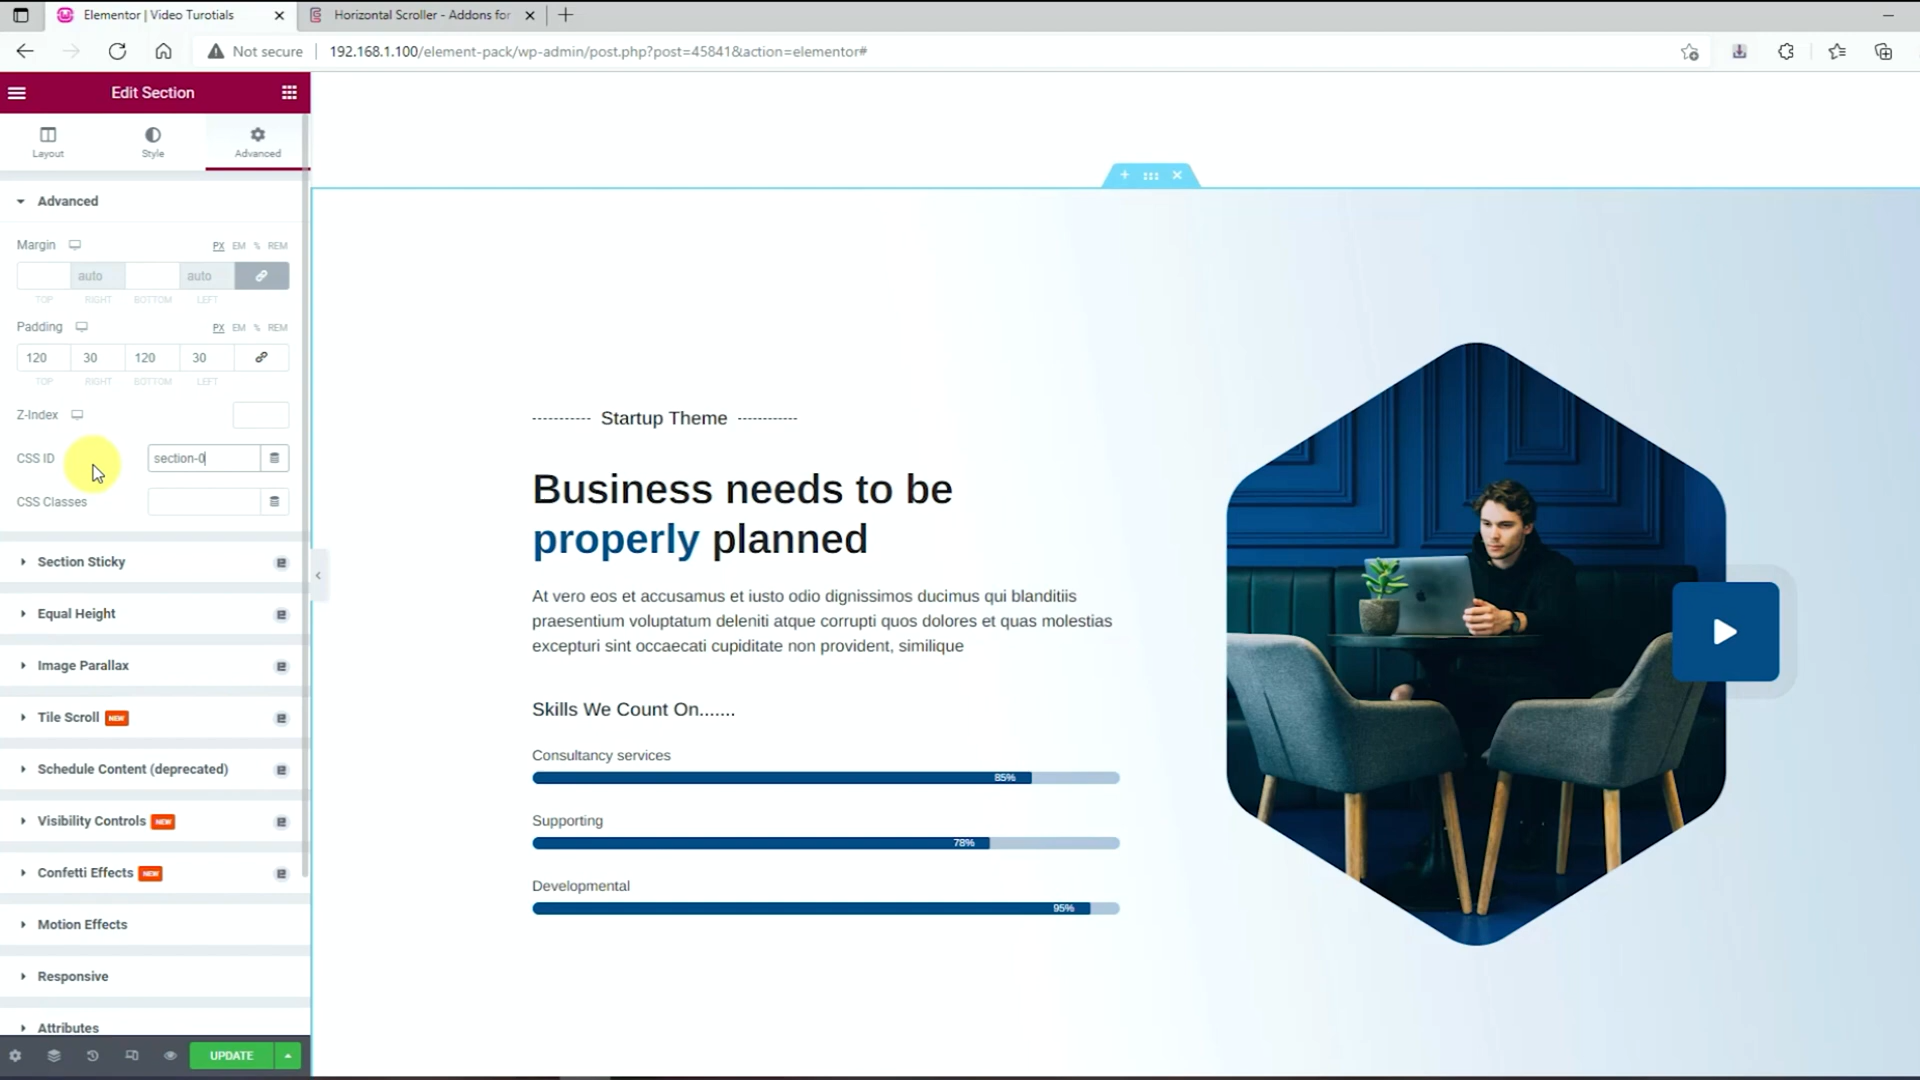 Elementor | Video Turotials
Horizontal Scroller - Addons for
Not secure
192.168.1.100/element-pack/wp-admin/post.php?post=45841&action=elementor#
Edit Section
Layout
Style
Advanced
Advanced
Margin
PX EM % REM
auto auto
TOP RIGHT BOTTOM LEFT
Padding
PX EM % REM
120 30 120 30
TOP RIGHT BOTTOM LEFT
Z-Index
CSS ID
section-0
CSS Classes
Section Sticky
Equal Height
Image Parallax
Tile Scroll NEW
Schedule Content (deprecated)
Visibility Controls NEW
Confetti Effects NEW
Motion Effects
Responsive
Attributes
UPDATE
---------- Startup Theme ----------
Business needs to be
properly planned
At vero eos et accusamus et iusto odio dignissimos ducimus qui blanditiis
praesentium voluptatum deleniti atque corrupti quos dolores et quas molestias
excepturi sint occaecati cupiditate non provident, similique
Skills We Count On.......
Consultancy services
85%
Supporting
78%
Developmental
95%